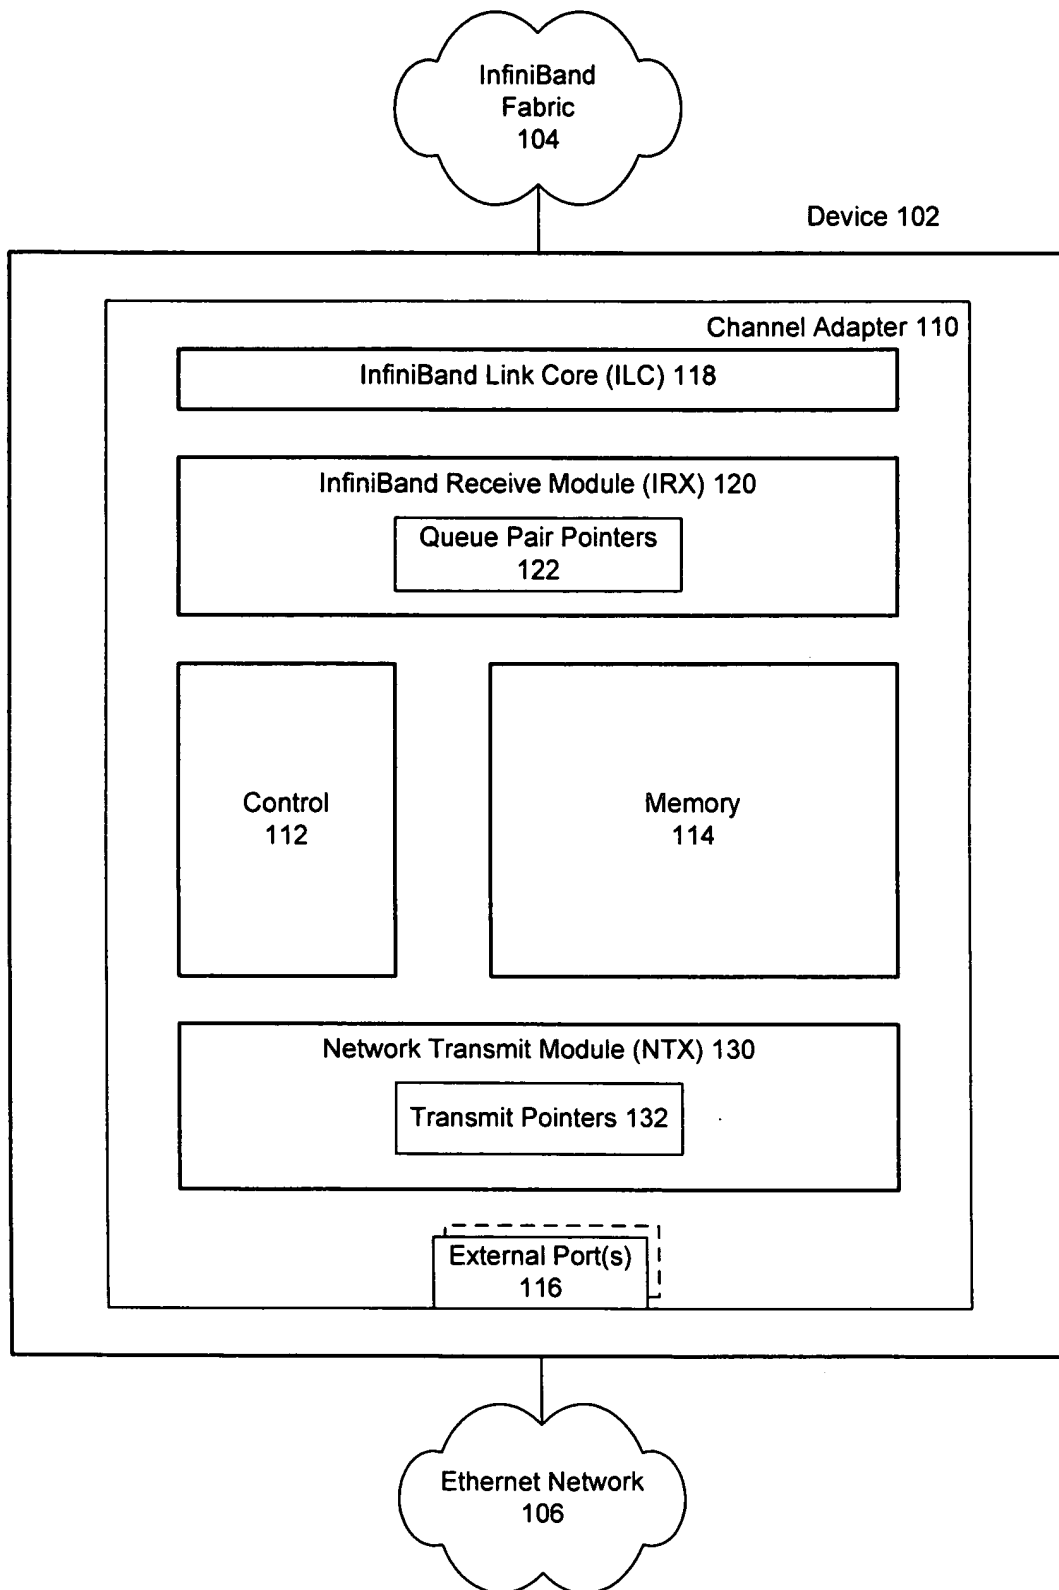 InfiniBand
Fabric
104
Device 102
Channel Adapter 110
InfiniBand Link Core (ILC) 118
InfiniBand Receive Module (IRX) 120
Queue Pair Pointers
122
Control
112
Memory
114
Network Transmit Module (NTX) 130
Transmit Pointers 132
External Port(s)
116
Ethernet Network
106